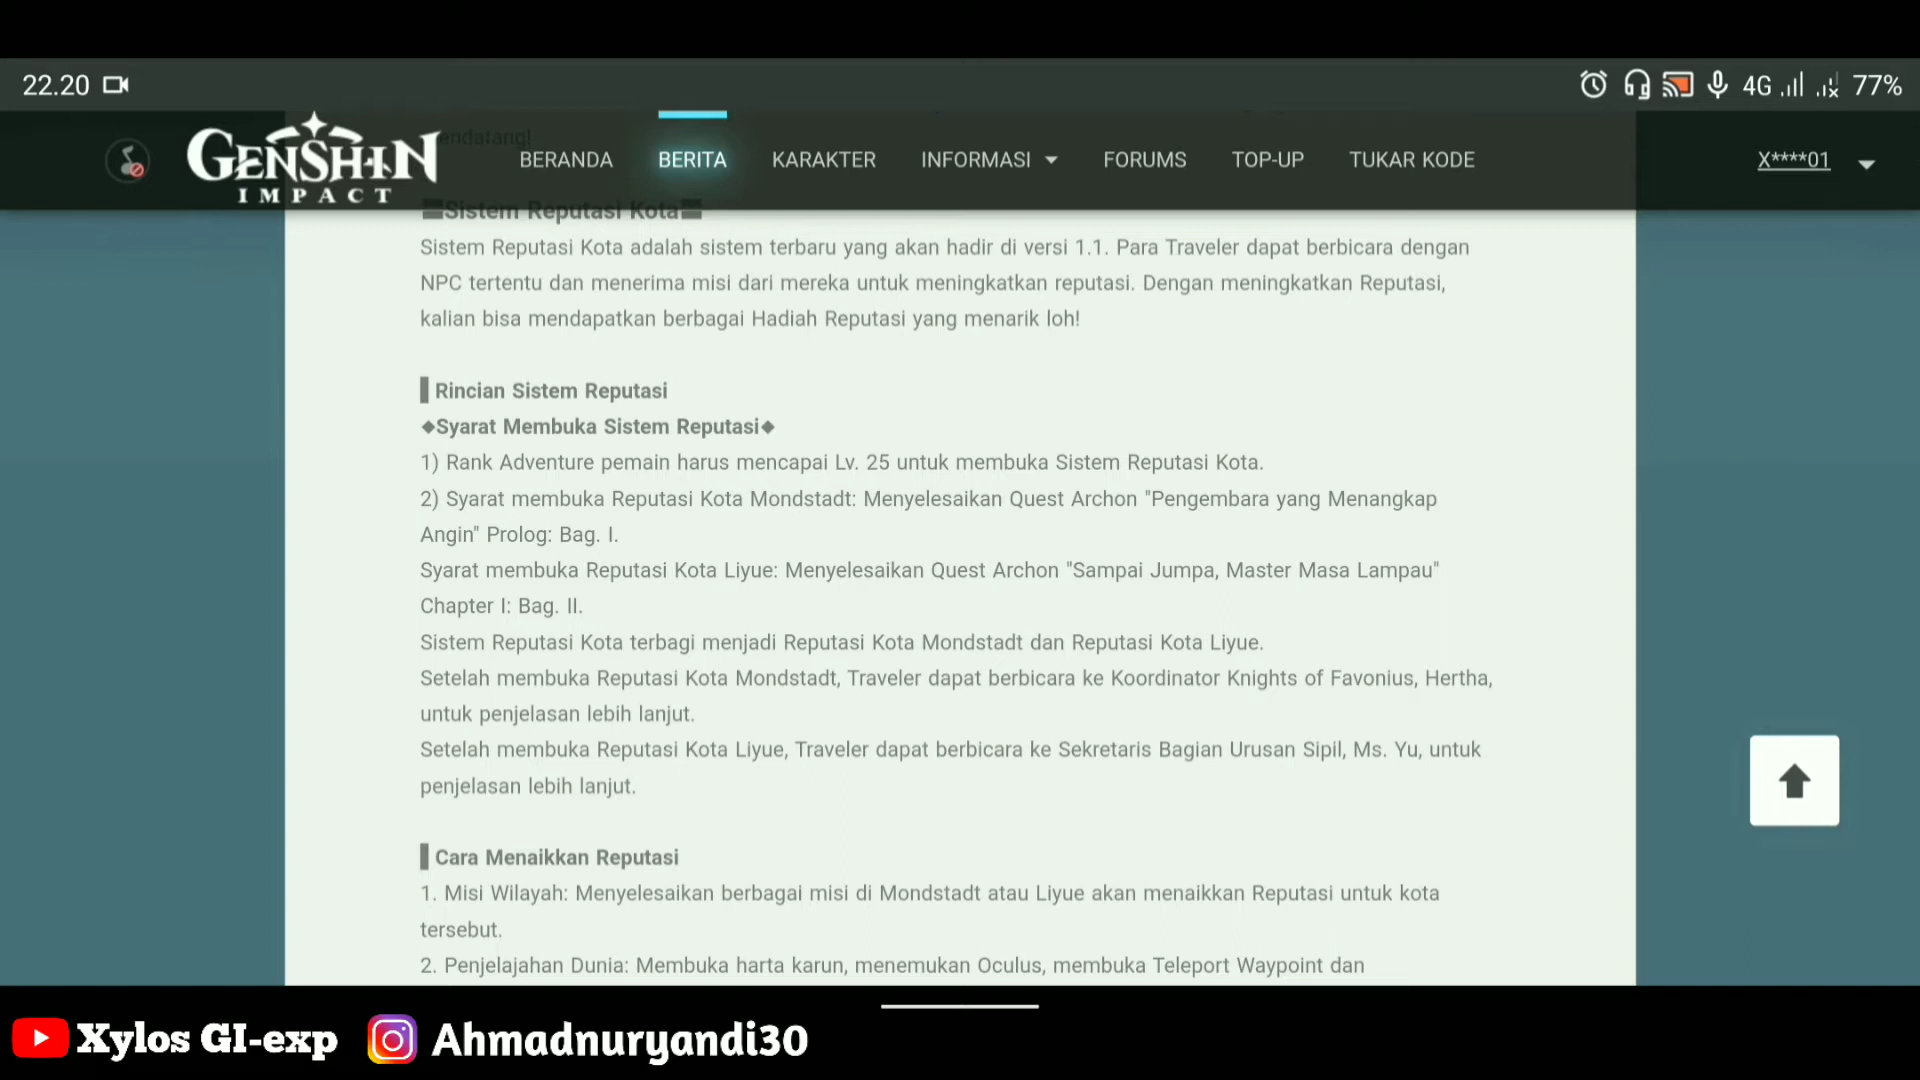 22.20
4G
77%
GENSHIN
IMPACT
BERANDA
BERITA
KARAKTER
INFORMASI
FORUMS
TOP-UP
TUKAR KODE
X****01
endatang!
〓Sistem Reputasi Kota〓
Sistem Reputasi Kota adalah sistem terbaru yang akan hadir di versi 1.1. Para Traveler dapat berbicara dengan
NPC tertentu dan menerima misi dari mereka untuk meningkatkan reputasi. Dengan meningkatkan Reputasi,
kalian bisa mendapatkan berbagai Hadiah Reputasi yang menarik loh!
▌Rincian Sistem Reputasi
◆Syarat Membuka Sistem Reputasi◆
1) Rank Adventure pemain harus mencapai Lv. 25 untuk membuka Sistem Reputasi Kota.
2) Syarat membuka Reputasi Kota Mondstadt: Menyelesaikan Quest Archon "Pengembara yang Menangkap
Angin" Prolog: Bag. I.
Syarat membuka Reputasi Kota Liyue: Menyelesaikan Quest Archon "Sampai Jumpa, Master Masa Lampau"
Chapter I: Bag. II.
Sistem Reputasi Kota terbagi menjadi Reputasi Kota Mondstadt dan Reputasi Kota Liyue.
Setelah membuka Reputasi Kota Mondstadt, Traveler dapat berbicara ke Koordinator Knights of Favonius, Hertha,
untuk penjelasan lebih lanjut.
Setelah membuka Reputasi Kota Liyue, Traveler dapat berbicara ke Sekretaris Bagian Urusan Sipil, Ms. Yu, untuk
penjelasan lebih lanjut.
▌Cara Menaikkan Reputasi
1. Misi Wilayah: Menyelesaikan berbagai misi di Mondstadt atau Liyue akan menaikkan Reputasi untuk kota
tersebut.
2. Penjelajahan Dunia: Membuka harta karun, menemukan Oculus, membuka Teleport Waypoint dan
Xylos GI-exp
Ahmadnuryandi30